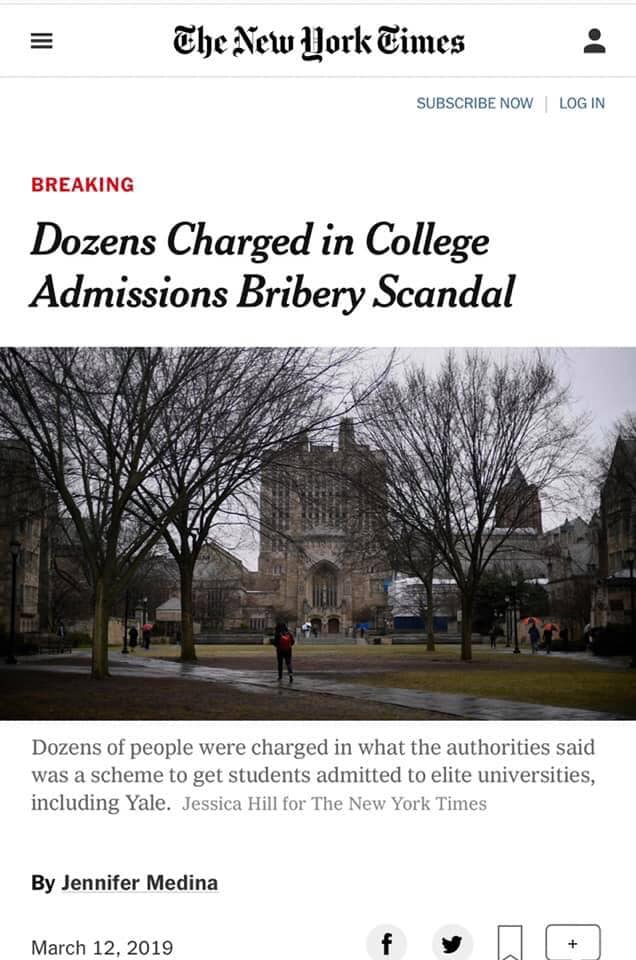 The New York Times
SUBSCRIBE NOW | LOG IN
BREAKING
Dozens Charged in College
Admissions Bribery Scandal
Dozens of people were charged in what the authorities said
was a scheme to get students admitted to elite universities,
including Yale. Jessica Hill for The New York Times
By Jennifer Medina
March 12, 2019